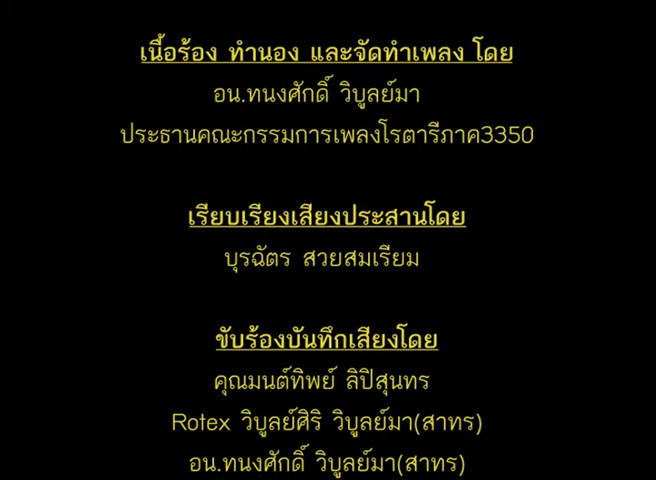 เนื้อร้อง ทำนอง และจัดทำเพลง โดย
อน.ทนงศักดิ์ วิบูลย์มา
ประธานคณะกรรมการเพลงโรตารีภาค3350
เรียบเรียงเสียงประสานโดย
บุรฉัตร สวยสมเรียม
ขับร้องบันทึกเสียงโดย
คุณมนต์ทิพย์ ลิปิสุนทร
Rotex วิบูลย์ศิริ วิบูลย์มา(สาทร)
อน.ทนงศักดิ์ วิบูลย์มา(สาทร)